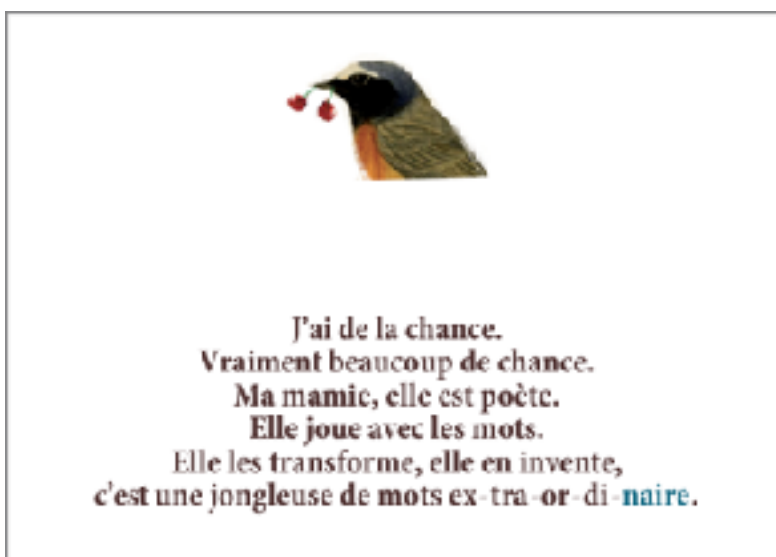 J'ai de la chance.
Vraiment beaucoup de chance.
Ma mamie, elle est poète.
Elle joue avec les mots.
Elle les transforme, elle en invente,
c'est une jongleuse de mots ex-tra-or-di-naire.